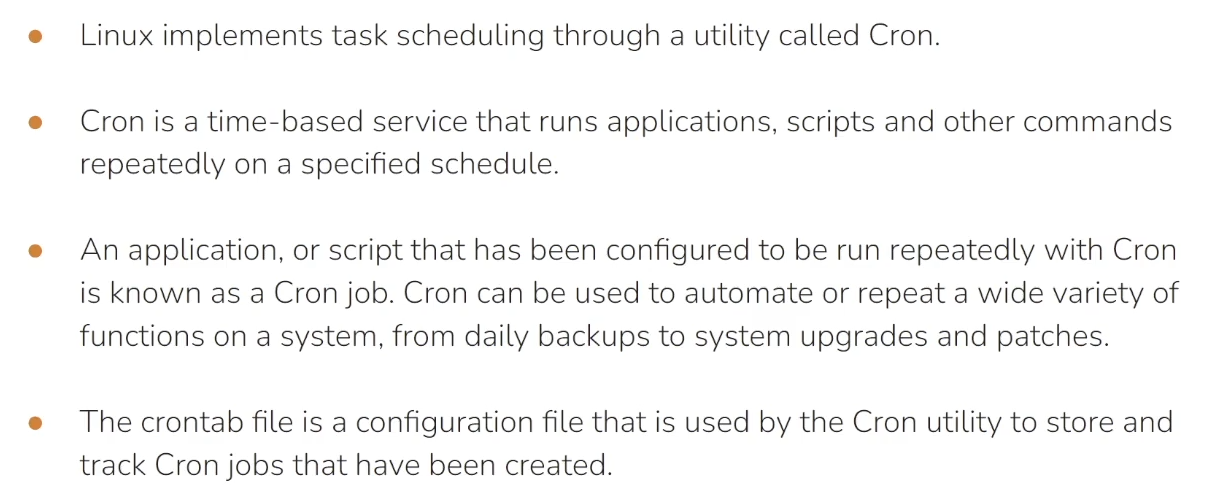 • Linux implements task scheduling through a utility called Cron.
• Cron is a time-based service that runs applications, scripts and other commands
repeatedly on a specified schedule.
• An application, or script that has been configured to be run repeatedly with Cron
is known as a Cron job. Cron can be used to automate or repeat a wide variety of
functions on a system, from daily backups to system upgrades and patches.
• The crontab file is a configuration file that is used by the Cron utility to store and
track Cron jobs that have been created.